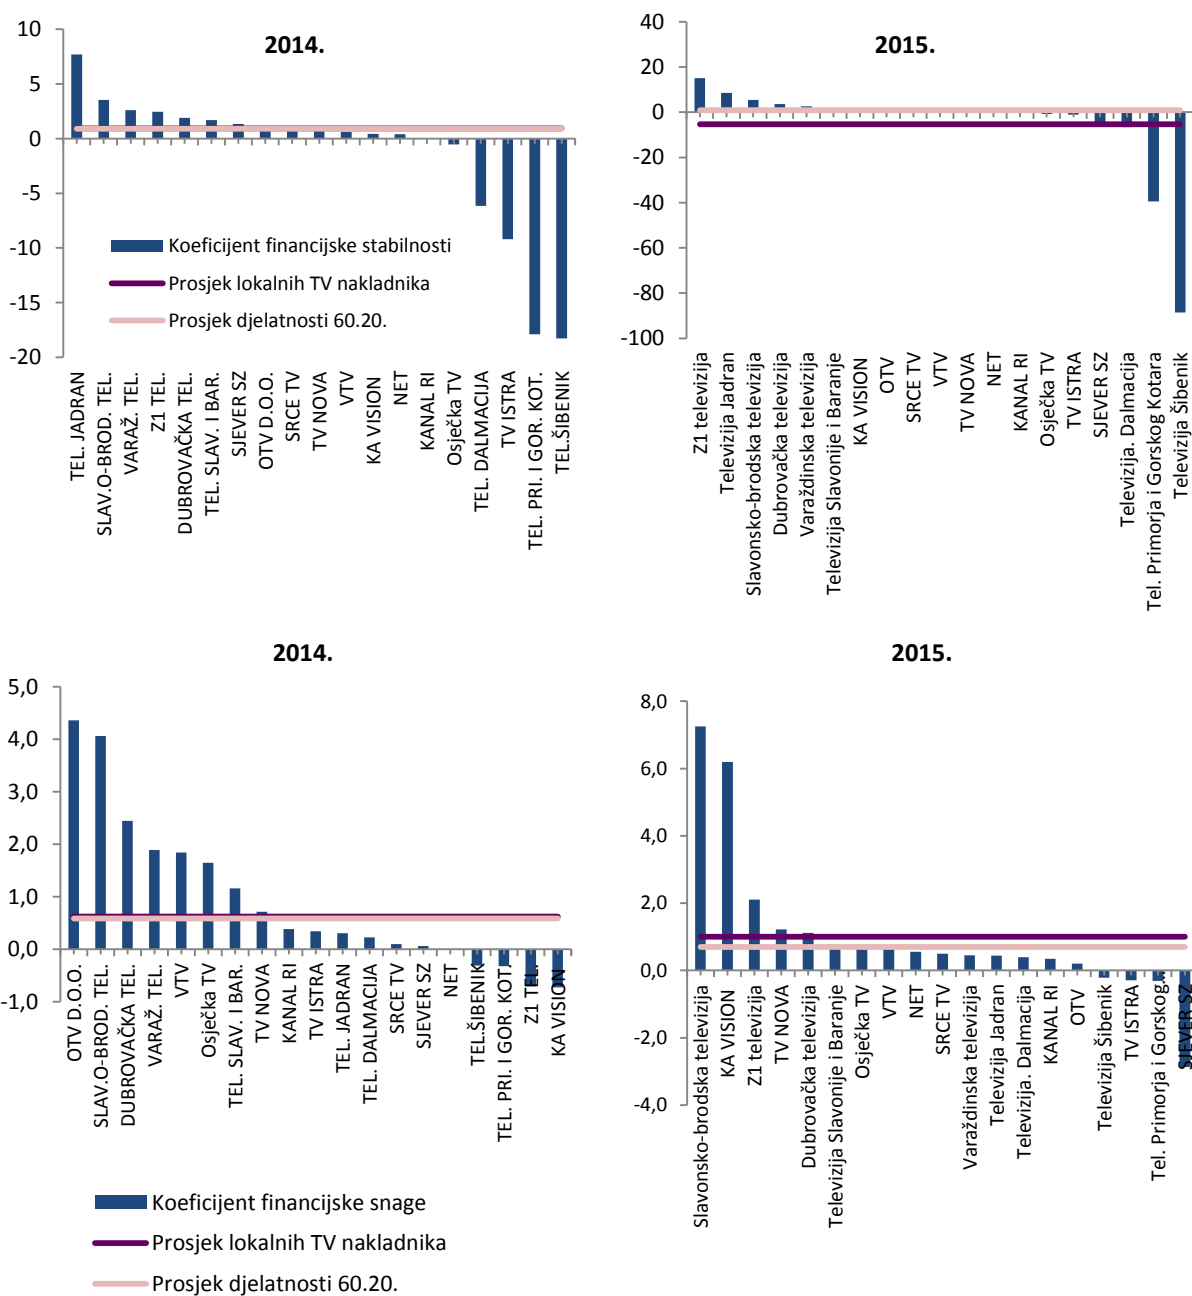 2014.
10
5
0
-5
-10
-15
-20
Koeficijent financijske stabilnosti
Prosjek lokalnih TV nakladnika
Prosjek djelatnosti 60.20.
TEL. JADRAN
SLAV.O-BROD. TEL.
VARAŽ. TEL.
Z1 TEL.
DUBROVAČKA TEL.
TEL. SLAV. I BAR.
SJEVER SZ
OTV D.O.O.
SRCE TV
TV NOVA
VTV
KA VISION
NET
KANAL RI
Osječka TV
TEL. DALMACIJA
TV ISTRA
TEL. PRI. I GOR. KOT.
TEL.ŠIBENIK
2015.
40
20
0
-20
-40
-60
-80
-100
Z1 televizija
Televizija Jadran
Slavonsko-brodska televizija
Dubrovačka televizija
Varaždinska televizija
Televizija Slavonije i Baranje
KA VISION
OTV
SRCE TV
VTV
TV NOVA
NET
KANAL RI
Osječka TV
TV ISTRA
SJEVER SZ
Televizija. Dalmacija
Tel. Primorja i Gorskog Kotara
Televizija Šibenik
2014.
5,0
4,0
3,0
2,0
1,0
0,0
-1,0
OTV D.O.O.
SLAV.O-BROD. TEL.
DUBROVAČKA TEL.
VARAŽ. TEL.
VTV
Osječka TV
TEL. SLAV. I BAR.
TV NOVA
KANAL RI
TV ISTRA
TEL. JADRAN
TEL. DALMACIJA
SRCE TV
SJEVER SZ
NET
TEL.ŠIBENIK
TEL. PRI. I GOR. KOT.
Z1 TEL.
KA VISION
Koeficijent financijske snage
Prosjek lokalnih TV nakladnika
Prosjek djelatnosti 60.20.
2015.
8,0
6,0
4,0
2,0
0,0
-2,0
-4,0
Slavonsko-brodska televizija
KA VISION
Z1 televizija
TV NOVA
Dubrovačka televizija
Televizija Slavonije i Baranje
Osječka TV
VTV
NET
SRCE TV
Varaždinska televizija
Televizija Jadran
Televizija. Dalmacija
KANAL RI
OTV
Televizija Šibenik
TV ISTRA
Tel. Primorja i Gorskog...
SJEVER SZ